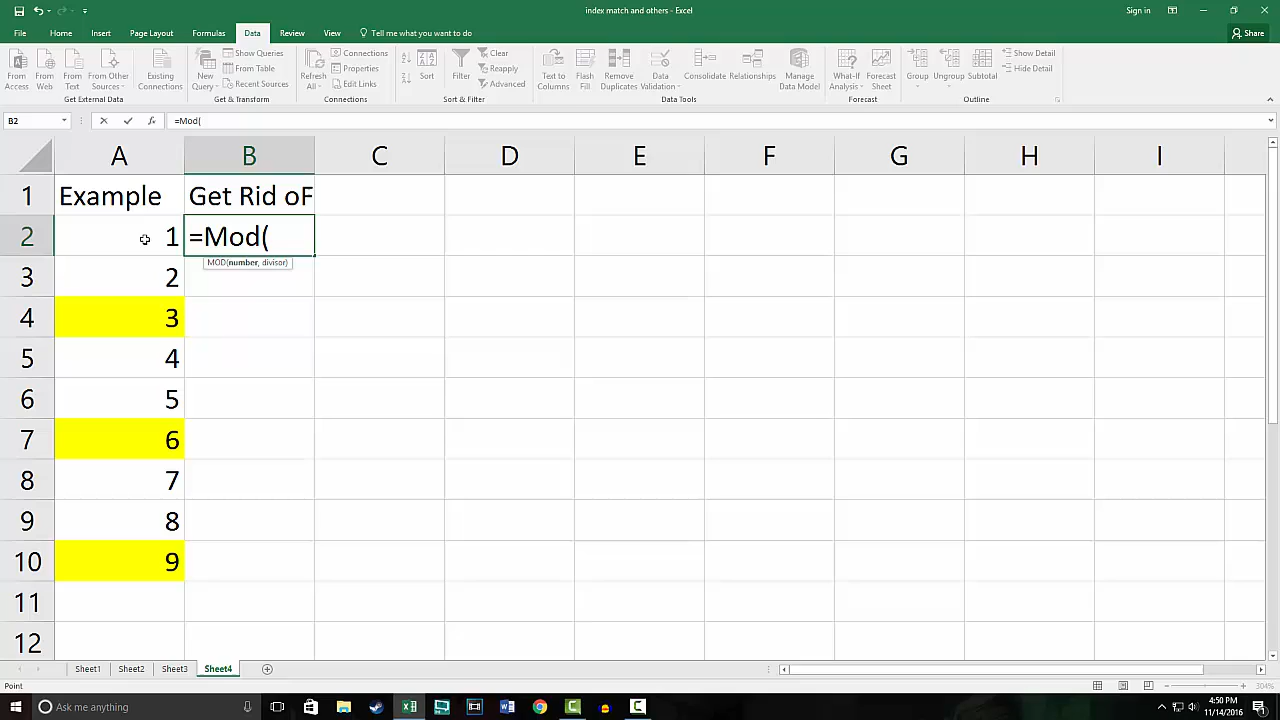 index match and others - Excel
Sign in
File Home Insert Page Layout Formulas Data Review View Tell me what you want to do Share
From Access
From Web
From Text
From Other Sources
Existing Connections
Get External Data
New Query
Show Queries
From Table
Recent Sources
Get & Transform
Refresh All
Connections
Properties
Edit Links
Connections
Sort
Filter
Clear
Reapply
Advanced
Sort & Filter
Text to Columns
Flash Fill
Remove Duplicates
Data Validation
Consolidate
Relationships
Manage Data Model
Data Tools
What-If Analysis
Forecast Sheet
Forecast
Group
Ungroup
Subtotal
Show Detail
Hide Detail
Outline
B2 fx =Mod(
A B C D E F G H I
1 Example Get Rid oF
2 1 =Mod(
MOD(number, divisor)
3 2
4 3
5 4
6 5
7 6
8 7
9 8
10 9
11
12
Sheet1 Sheet2 Sheet3 Sheet4
Point
304%
Ask me anything
4:50 PM
11/14/2016